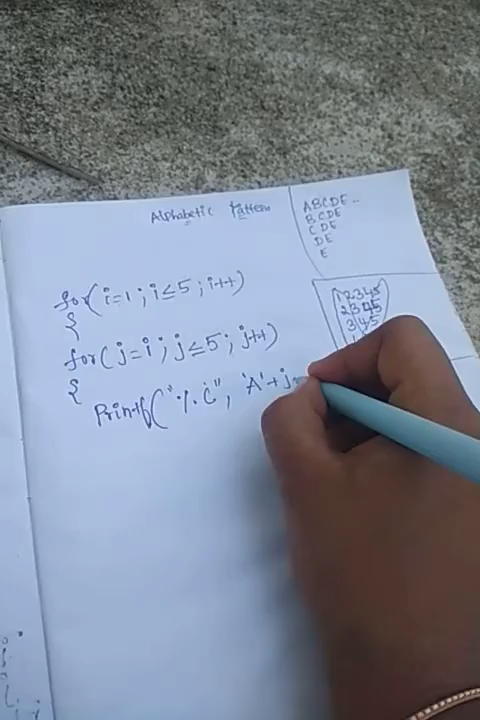 Alphabetic Pattern
ABCDE..
BCDE
CDE
DE
E
for(i=1; i≤5; i++)
{
for(j=i; j≤5; j++)
{
Printf("%c", 'A'+j
12345
2345
345